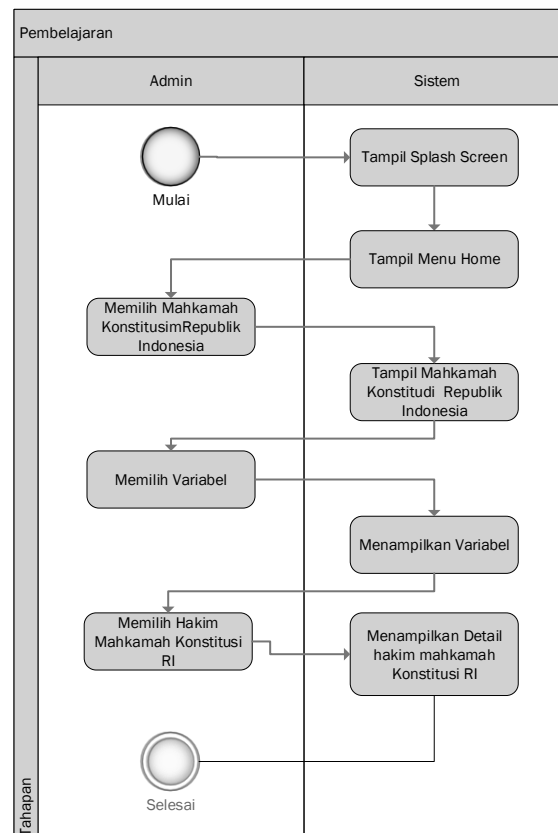 Pembelajaran
Admin
Sistem
Mulai
Tampil Splash Screen
Tampil Menu Home
Memilih Mahkamah
KonstitusimRepublik
Indonesia
Tampil Mahkamah
Konstitudi  Republik
Indonesia
Memilih Variabel
Menampilkan Variabel
Memilih Hakim
Mahkamah Konstitusi
RI
Menampilkan Detail
hakim mahkamah
Konstitusi RI
Selesai
Tahapan